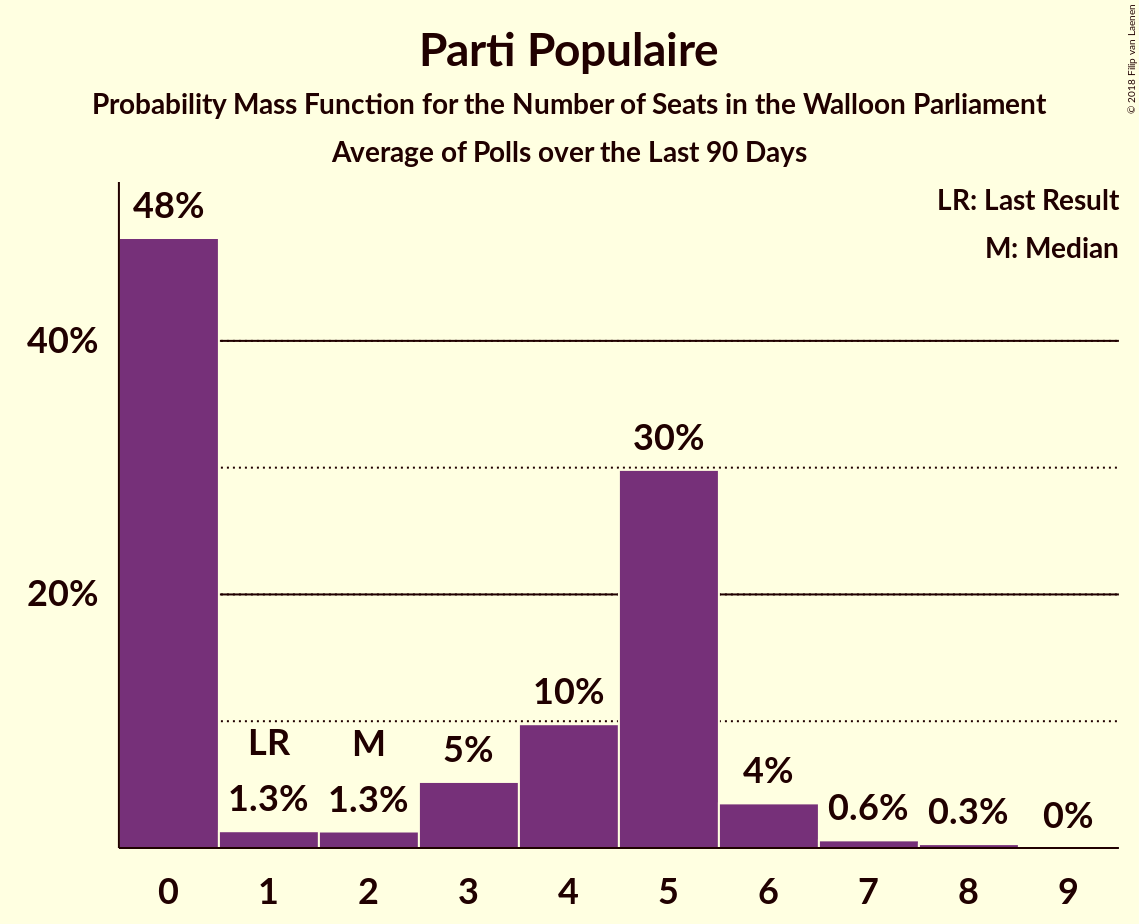 Parti Populaire
Probability Mass Function for the Number of Seats in the Walloon Parliament
Average of Polls over the Last 90 Days
© 2018 Filip van Laenen
LR: Last Result
M: Median
48%
40%
30%
20%
10%
LR
M
5%
4%
1.3%
1.3%
0.6%
0.3%
0%
0 1 2 3 4 5 6 7 8 9